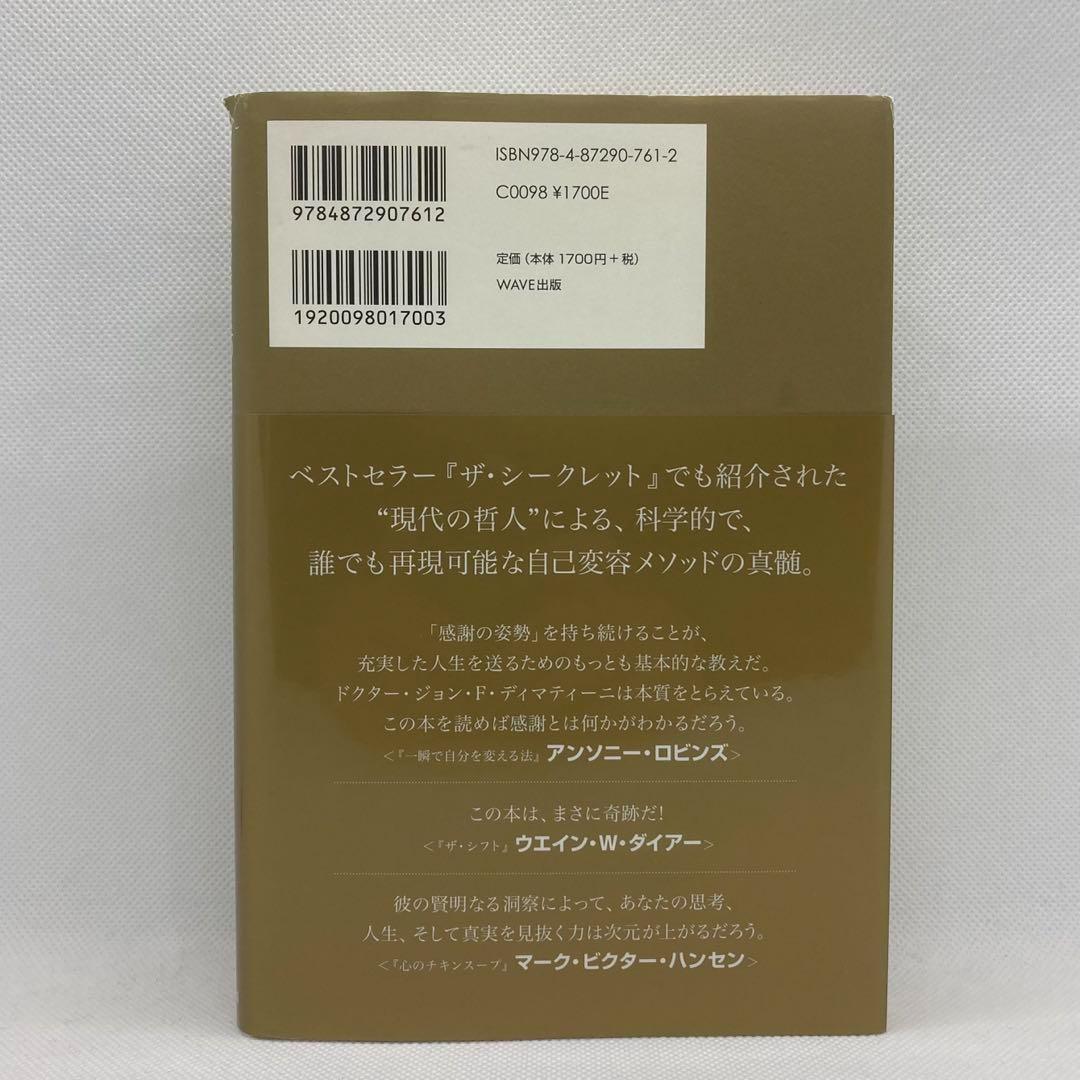 9784872907612
ISBN978-4-87290-761-2
C0098 ¥1700E
1920098017003
定価（本体 1700円＋税）
WAVE出版
ベストセラー『ザ・シークレット』でも紹介された
“現代の哲人”による、科学的で、
誰でも再現可能な自己変容メソッドの真髄。
「感謝の姿勢」を持ち続けることが、
充実した人生を送るためのもっとも基本的な教えだ。
ドクター・ジョン・F・ディマティーニは本質をとらえている。
この本を読めば感謝とは何かがわかるだろう。
＜『一瞬で自分を変える法』アンソニー・ロビンズ＞
この本は、まさに奇跡だ！
＜『ザ・シフト』ウエイン・W・ダイアー＞
彼の賢明なる洞察によって、あなたの思考、
人生、そして真実を見抜く力は次元が上がるだろう。
＜『心のチキンスープ』マーク・ビクター・ハンセン＞